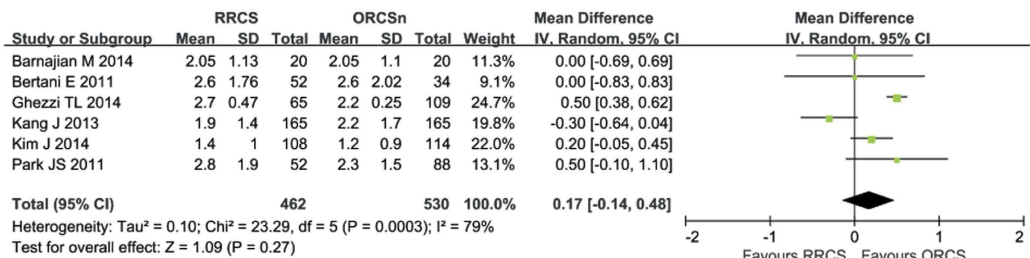 RRCS ORCSn Mean Difference Mean Difference
Study or Subgroup Mean SD Total Mean SD Total Weight IV, Random, 95% CI IV, Random, 95% CI
Barnajian M 2014 2.05 1.13 20 2.05 1.1 20 11.3% 0.00 [-0.69, 0.69]
Bertani E 2011 2.6 1.76 52 2.6 2.02 34 9.1% 0.00 [-0.83, 0.83]
Ghezzi TL 2014 2.7 0.47 65 2.2 0.25 109 24.7% 0.50 [0.38, 0.62]
Kang J 2013 1.9 1.4 165 2.2 1.7 165 19.8% -0.30 [-0.64, 0.04]
Kim J 2014 1.4 1 108 1.2 0.9 114 22.0% 0.20 [-0.05, 0.45]
Park JS 2011 2.8 1.9 52 2.3 1.5 88 13.1% 0.50 [-0.10, 1.10]
Total (95% CI) 462 530 100.0% 0.17 [-0.14, 0.48]
Heterogeneity: Tau² = 0.10; Chi² = 23.29, df = 5 (P = 0.0003); I² = 79%
Test for overall effect: Z = 1.09 (P = 0.27)
-2 -1 0 1 2
Favours RRCS Favours ORCS